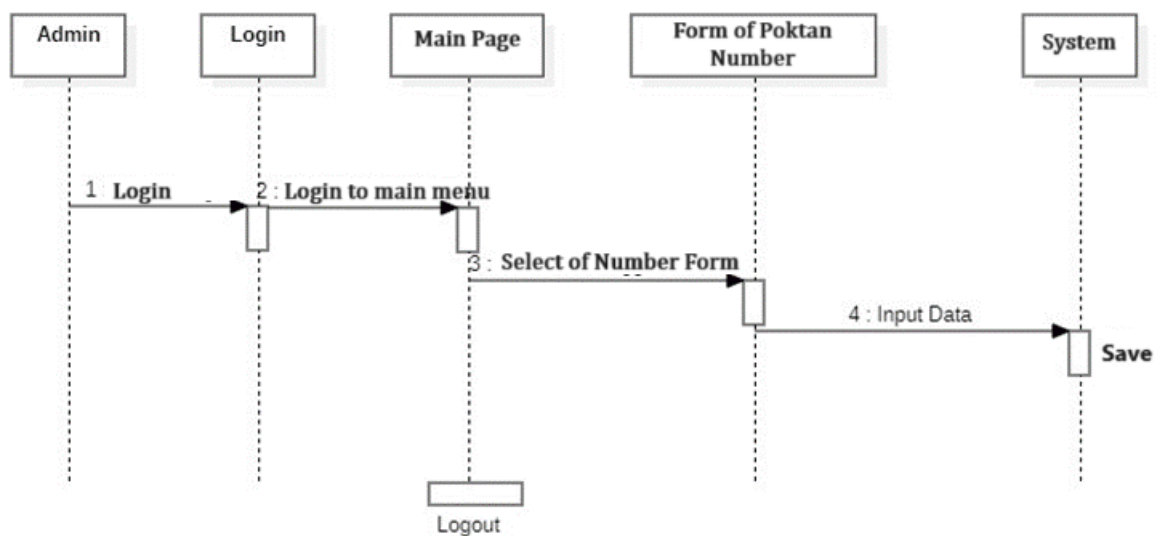 Admin
Login
Main Page
Form of Poktan
Number
System
1 : Login
2 : Login to main menu
3 : Select of Number Form
4 : Input Data
Save
Logout